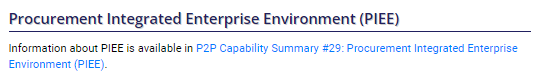 Procurement Integrated Enterprise Environment (PIEE)
Information about PIEE is available in P2P Capability Summary #29: Procurement Integrated Enterprise
Environment (PIEE).